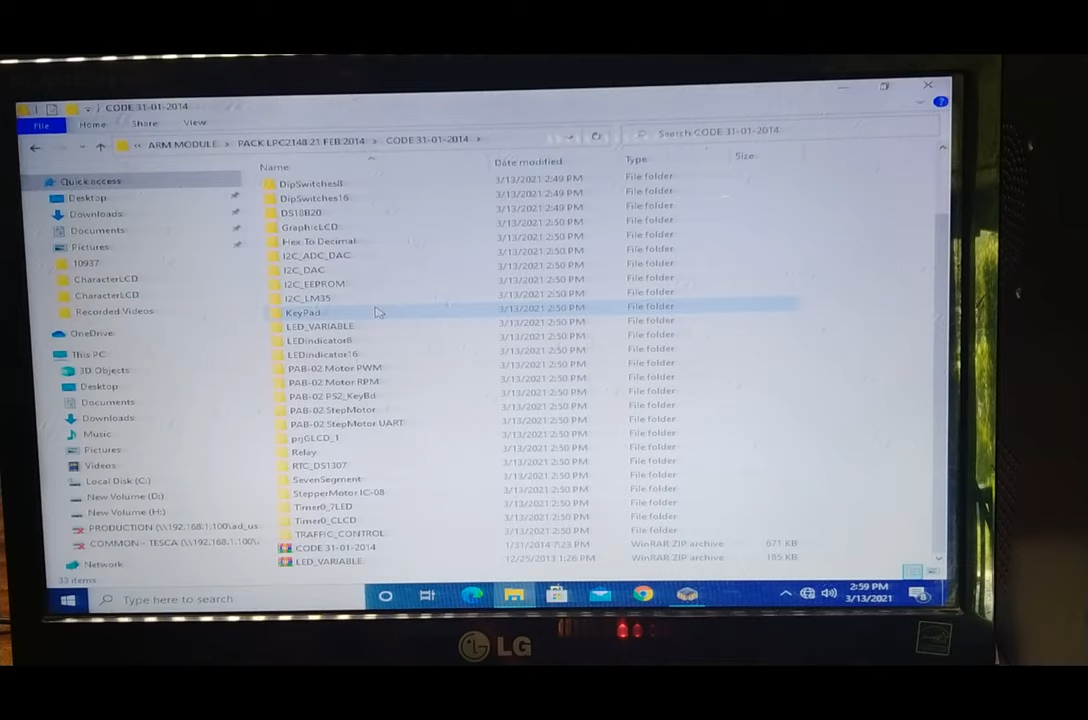 CODE 31-01-2014
File Home Share View
« ARM MODULE > PACK LPC2148 21 FEB 2014 > CODE 31-01-2014 >
Search CODE 31-01-2014
Name Date modified Type Size
Quick access
Desktop
Downloads
Documents
Pictures
10937
CharacterLCD
CharacterLCD
Recorded Videos
OneDrive
This PC
3D Objects
Desktop
Documents
Downloads
Music
Pictures
Videos
Local Disk (C:)
New Volume (D:)
New Volume (H:)
PRODUCTION (\\192.168.1.100\ad_us
COMMON - TESCA (\\192.168.1.100\
Network
DipSwitches8 3/13/2021 2:49 PM File folder
DipSwitches16 3/13/2021 2:49 PM File folder
DS18B20 3/13/2021 2:49 PM File folder
GraphicLCD 3/13/2021 2:50 PM File folder
Hex To Decimal 3/13/2021 2:50 PM File folder
I2C_ADC_DAC 3/13/2021 2:50 PM File folder
I2C_DAC 3/13/2021 2:50 PM File folder
I2C_EEPROM 3/13/2021 2:50 PM File folder
I2C_LM35 3/13/2021 2:50 PM File folder
KeyPad 3/13/2021 2:50 PM File folder
LED_VARIABLE 3/13/2021 2:50 PM File folder
LEDindicator8 3/13/2021 2:50 PM File folder
LEDindicator16 3/13/2021 2:50 PM File folder
PAB-02 Motor PWM 3/13/2021 2:50 PM File folder
PAB-02 Motor RPM 3/13/2021 2:50 PM File folder
PAB-02 PS2_KeyBd 3/13/2021 2:50 PM File folder
PAB-02 StepMotor 3/13/2021 2:50 PM File folder
PAB-02 StepMotor UART 3/13/2021 2:50 PM File folder
prjGLCD_1 3/13/2021 2:50 PM File folder
Relay 3/13/2021 2:50 PM File folder
RTC_DS1307 3/13/2021 2:50 PM File folder
SevenSegment 3/13/2021 2:50 PM File folder
StepperMotor IC-08 3/13/2021 2:50 PM File folder
Timer0_7LED 3/13/2021 2:50 PM File folder
Timer0_CLCD 3/13/2021 2:50 PM File folder
TRAFFIC_CONTROL 3/13/2021 2:50 PM File folder
CODE 31-01-2014 1/31/2014 7:23 PM WinRAR ZIP archive 671 KB
LED_VARIABLE 12/25/2013 1:26 PM WinRAR ZIP archive 185 KB
33 items
Type here to search
2:59 PM
3/13/2021
LG